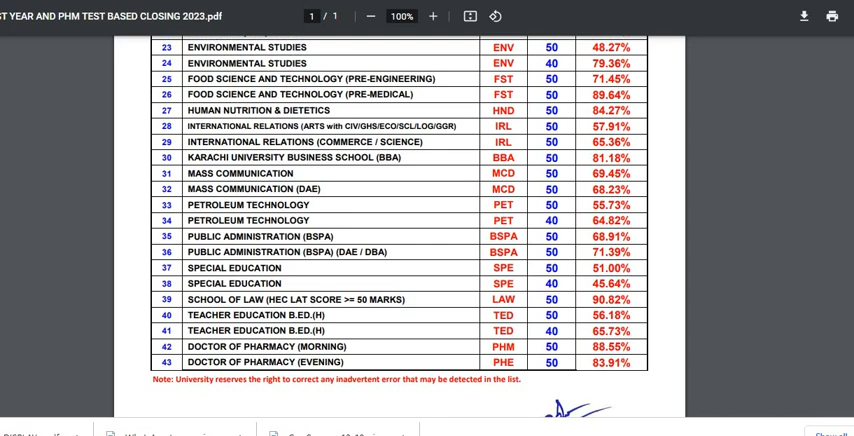 ST YEAR AND PHM TEST BASED CLOSING 2023.pdf 1 / 1 — 100% +
23 ENVIRONMENTAL STUDIES ENV 50 48.27%
24 ENVIRONMENTAL STUDIES ENV 40 79.36%
25 FOOD SCIENCE AND TECHNOLOGY (PRE-ENGINEERING) FST 50 71.45%
26 FOOD SCIENCE AND TECHNOLOGY (PRE-MEDICAL) FST 50 89.64%
27 HUMAN NUTRITION & DIETETICS HND 50 84.27%
28 INTERNATIONAL RELATIONS (ARTS with CIV/GHS/ECO/SCL/LOG/GGR) IRL 50 57.91%
29 INTERNATIONAL RELATIONS (COMMERCE / SCIENCE) IRL 50 65.36%
30 KARACHI UNIVERSITY BUSINESS SCHOOL (BBA) BBA 50 81.18%
31 MASS COMMUNICATION MCD 50 69.45%
32 MASS COMMUNICATION (DAE) MCD 50 68.23%
33 PETROLEUM TECHNOLOGY PET 50 55.73%
34 PETROLEUM TECHNOLOGY PET 40 64.82%
35 PUBLIC ADMINISTRATION (BSPA) BSPA 50 68.91%
36 PUBLIC ADMINISTRATION (BSPA) (DAE / DBA) BSPA 50 71.39%
37 SPECIAL EDUCATION SPE 50 51.00%
38 SPECIAL EDUCATION SPE 40 45.64%
39 SCHOOL OF LAW (HEC LAT SCORE >= 50 MARKS) LAW 50 90.82%
40 TEACHER EDUCATION B.ED.(H) TED 50 56.18%
41 TEACHER EDUCATION B.ED.(H) TED 40 65.73%
42 DOCTOR OF PHARMACY (MORNING) PHM 50 88.55%
43 DOCTOR OF PHARMACY (EVENING) PHE 50 83.91%
Note: University reserves the right to correct any inadvertent error that may be detected in the list.
Show all